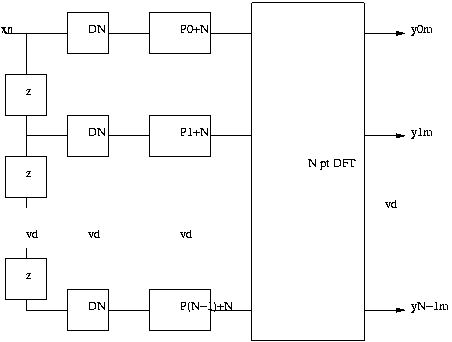 xn DN P0+N y0m
z
DN P1+N y1m
z
N pt DFT
vd
vd vd vd
z
DN P(N−1)+N yN−1m